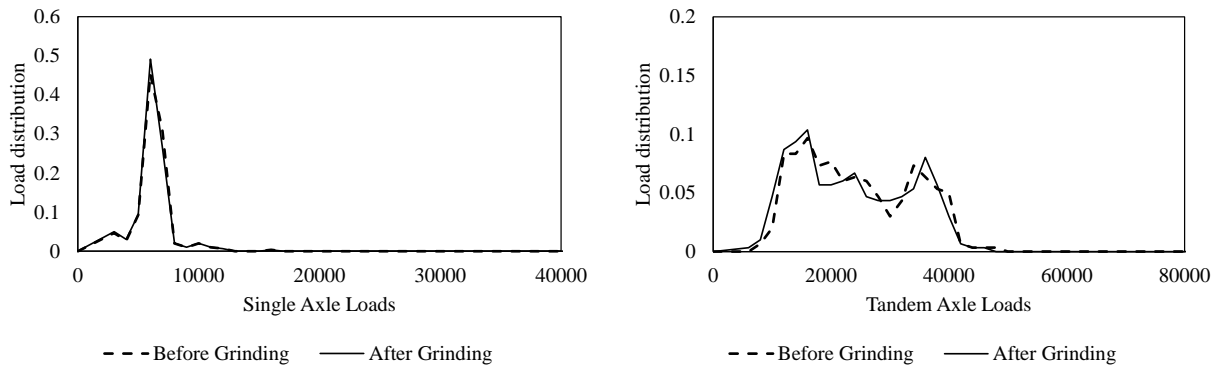 0.6
0.5
0.4
0.3
0.2
0.1
0
Load distribution
0 10000 20000 30000 40000
Single Axle Loads
Before Grinding After Grinding
0.2
0.15
0.1
0.05
0
Load distribution
0 20000 40000 60000 80000
Tandem Axle Loads
Before Grinding After Grinding